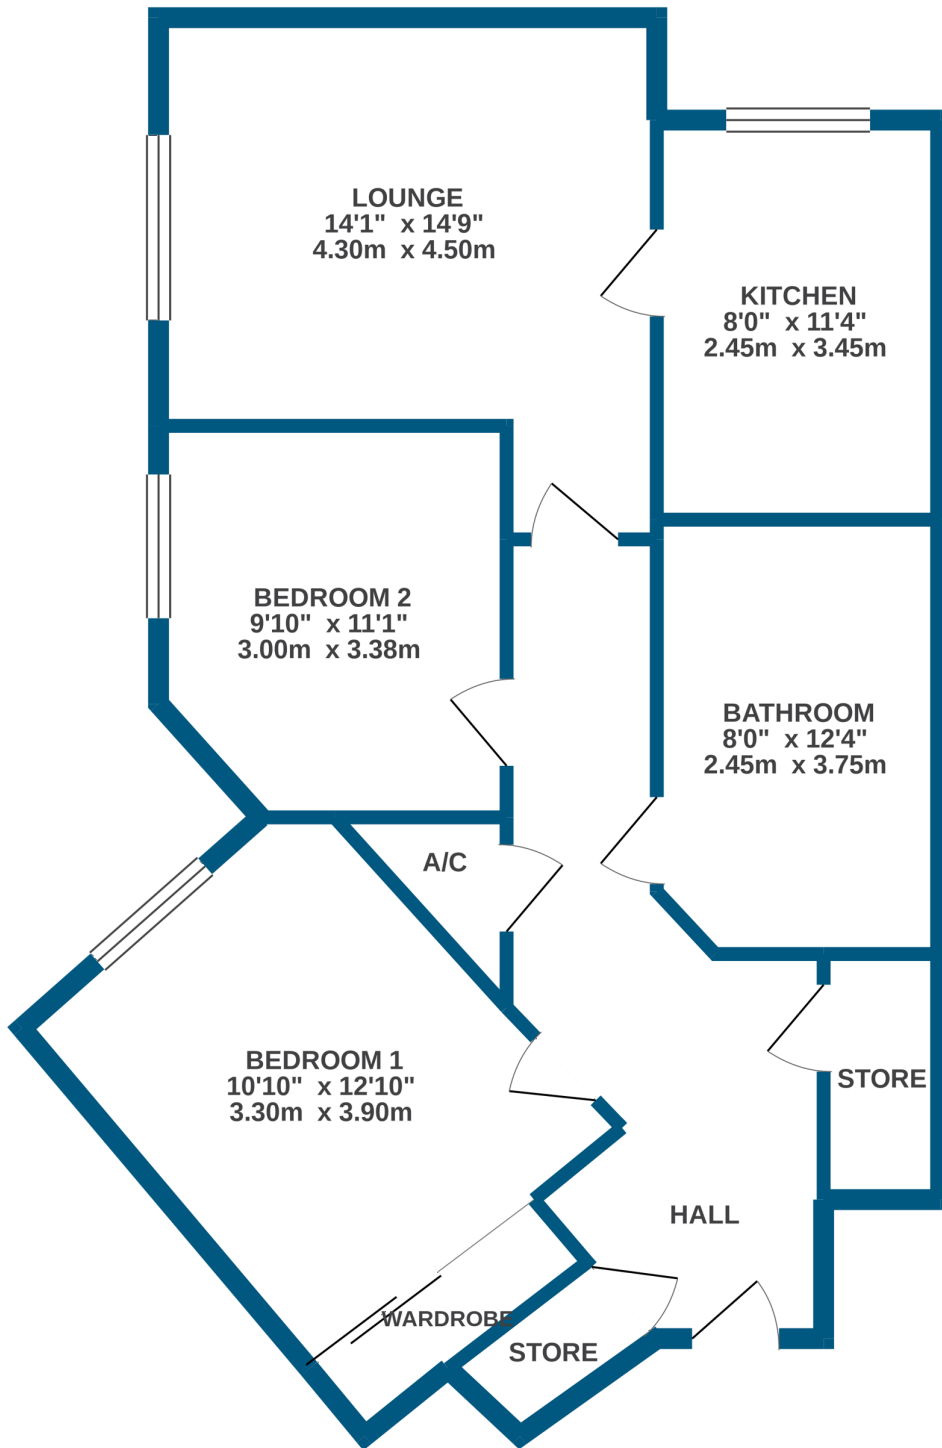 LOUNGE
14'1" x 14'9"
4.30m x 4.50m
KITCHEN
8'0" x 11'4"
2.45m x 3.45m
BEDROOM 2
9'10" x 11'1"
3.00m x 3.38m
BATHROOM
8'0" x 12'4"
2.45m x 3.75m
A/C
BEDROOM 1
10'10" x 12'10"
3.30m x 3.90m
STORE
HALL
WARDROBE
STORE